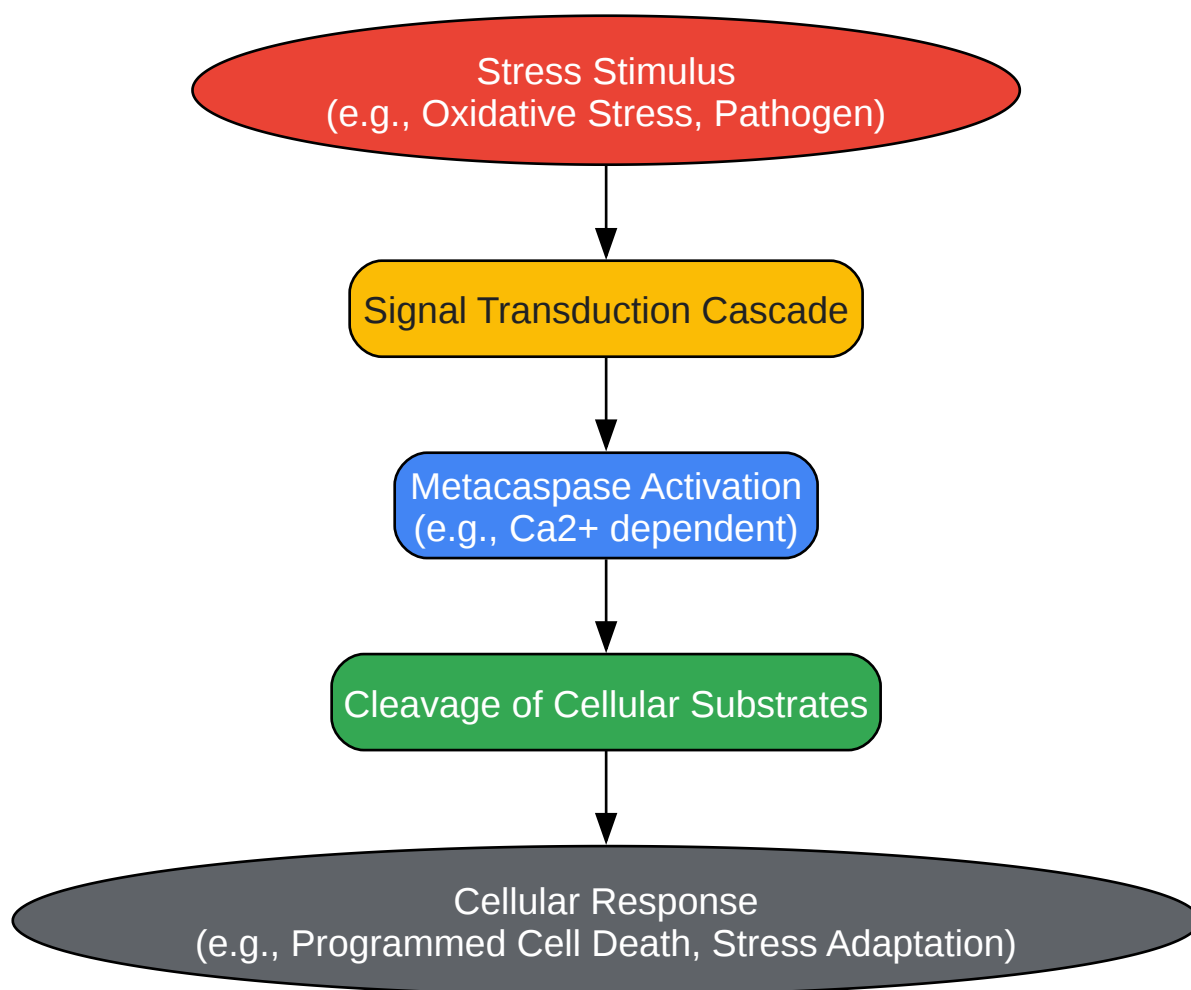 Stress Stimulus
(e.g., Oxidative Stress, Pathogen)
Signal Transduction Cascade
Metacaspase Activation
(e.g., Ca2+ dependent)
Cleavage of Cellular Substrates
Cellular Response
(e.g., Programmed Cell Death, Stress Adaptation)